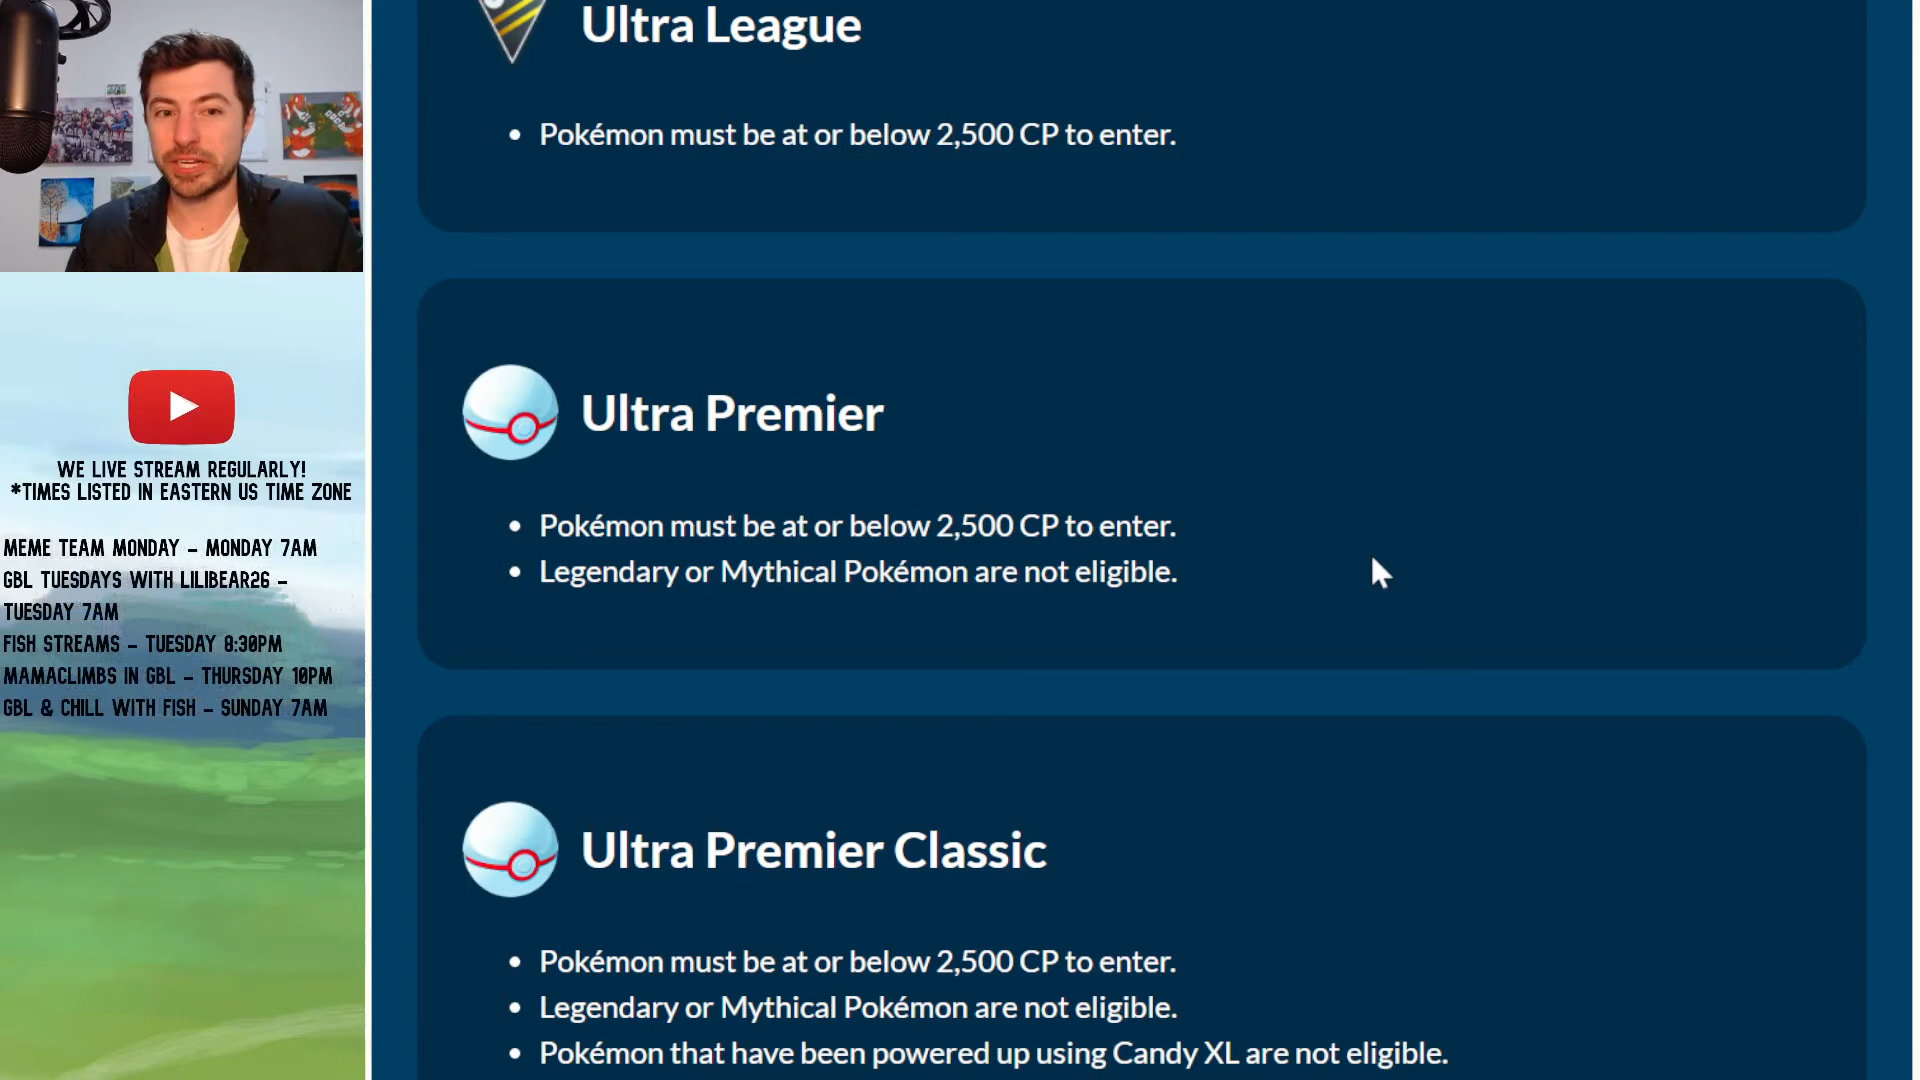 WE LIVE STREAM REGULARLY!
*TIMES LISTED IN EASTERN US TIME ZONE
MEME TEAM MONDAY - MONDAY 7AM
GBL TUESDAYS WITH LILIBEAR26 -
TUESDAY 7AM
FISH STREAMS - TUESDAY 8:30PM
MAMACLIMBS IN GBL - THURSDAY 10PM
GBL & CHILL WITH FISH - SUNDAY 7AM
Ultra League
• Pokémon must be at or below 2,500 CP to enter.
Ultra Premier
• Pokémon must be at or below 2,500 CP to enter.
• Legendary or Mythical Pokémon are not eligible.
Ultra Premier Classic
• Pokémon must be at or below 2,500 CP to enter.
• Legendary or Mythical Pokémon are not eligible.
• Pokémon that have been powered up using Candy XL are not eligible.